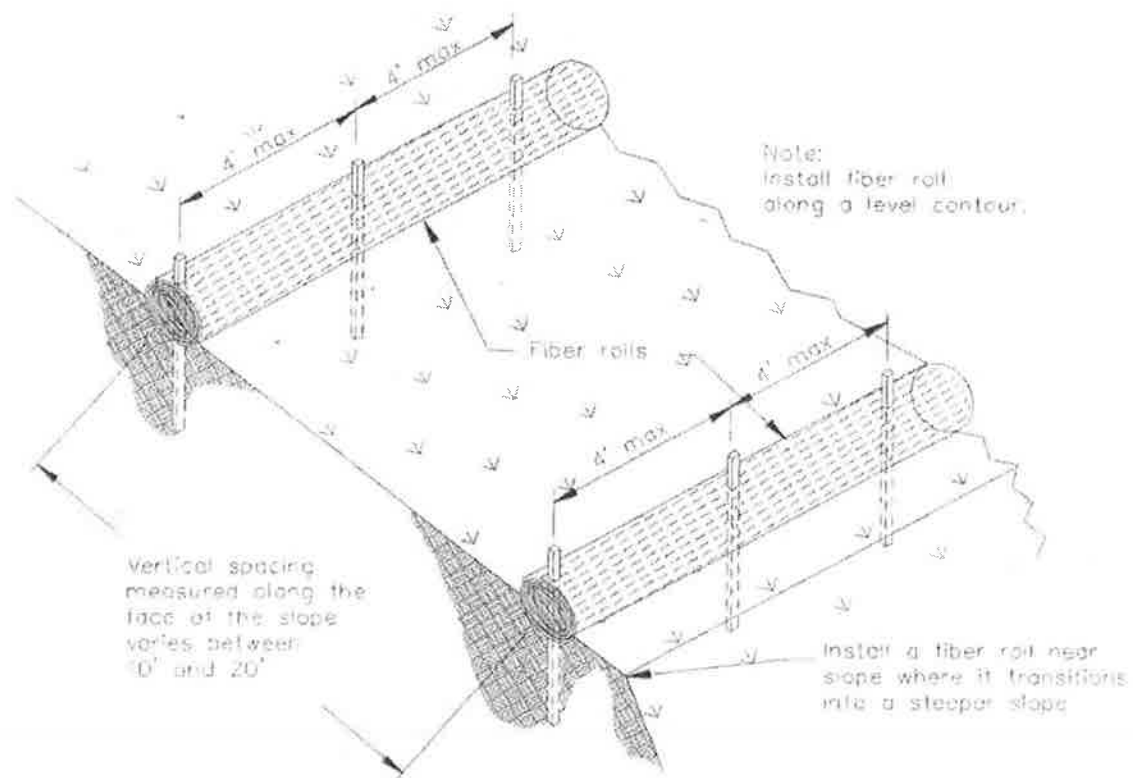 4' max
4' max
Note:
Install fiber roll
along a level contour.
Fiber rolls
4' max
4' max
Vertical spacing
measured along the
face of the slope
varies between
10' and 20'
Install a fiber roll near
slope where it transitions
into a steeper slope